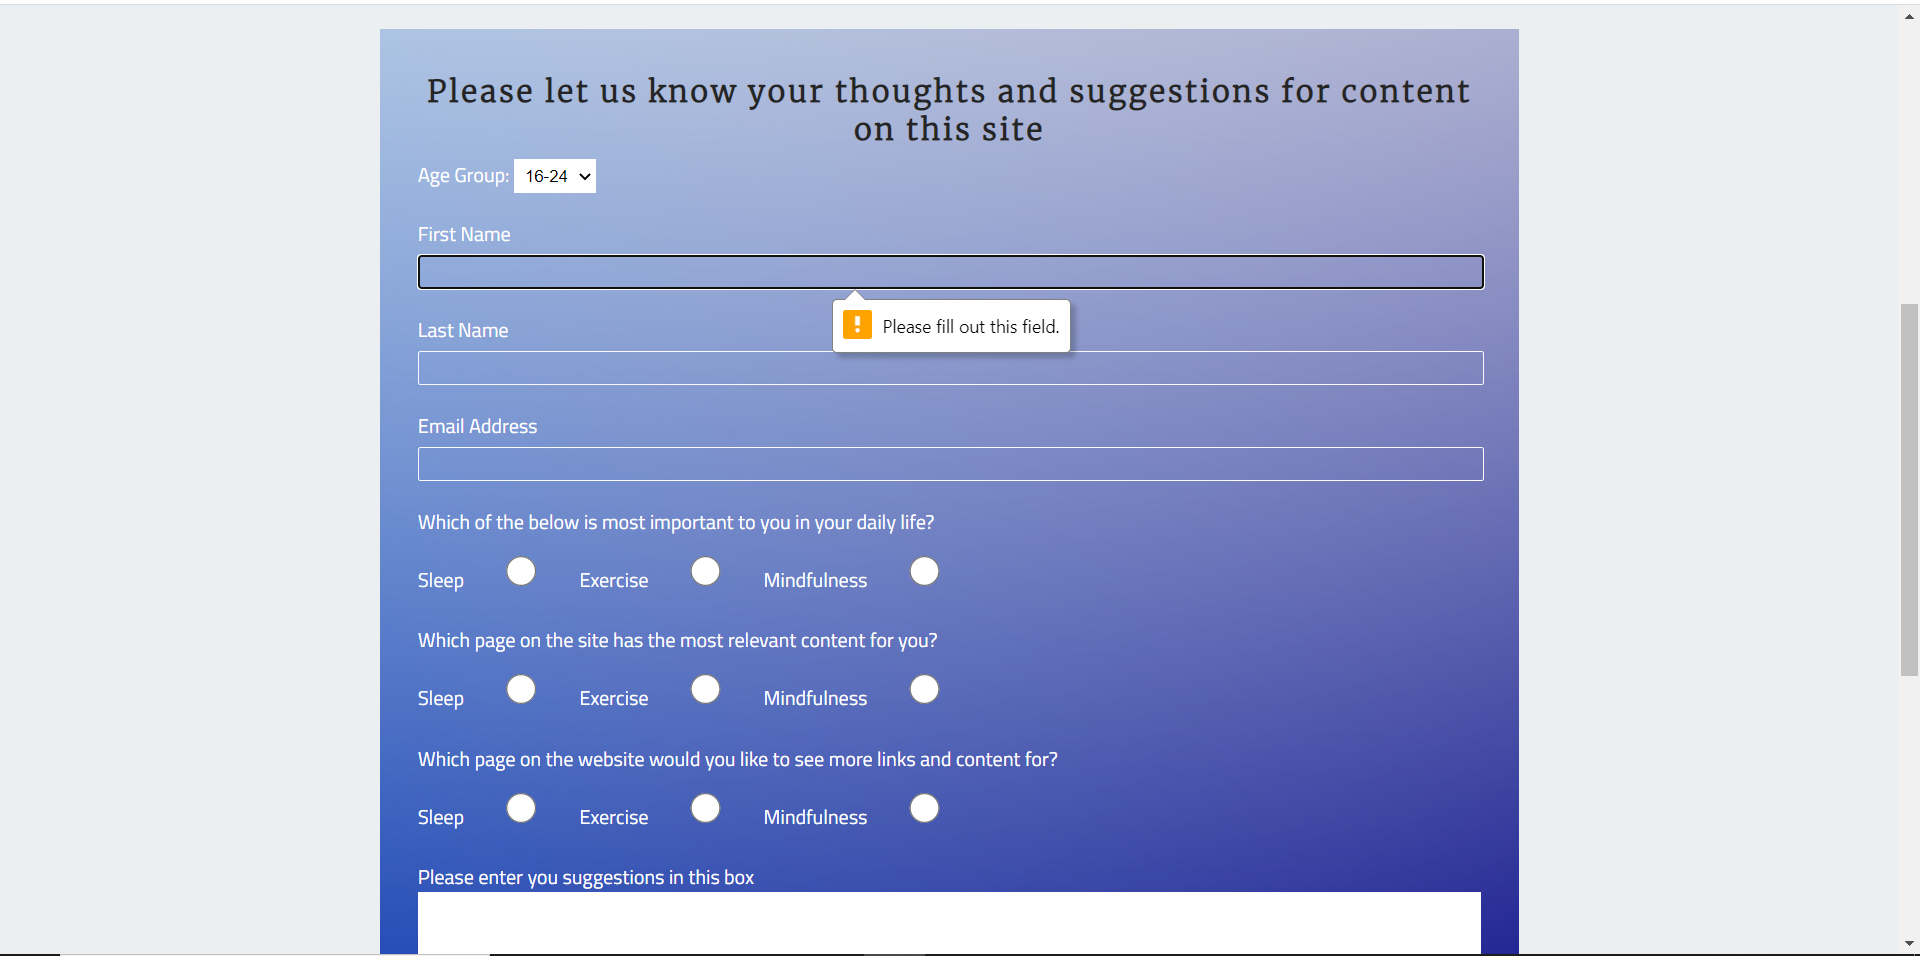 Please let us know your thoughts and suggestions for content
on this site
Age Group: 16-24
First Name
Please fill out this field.
Last Name
Email Address
Which of the below is most important to you in your daily life?
Sleep Exercise Mindfulness
Which page on the site has the most relevant content for you?
Sleep Exercise Mindfulness
Which page on the website would you like to see more links and content for?
Sleep Exercise Mindfulness
Please enter you suggestions in this box